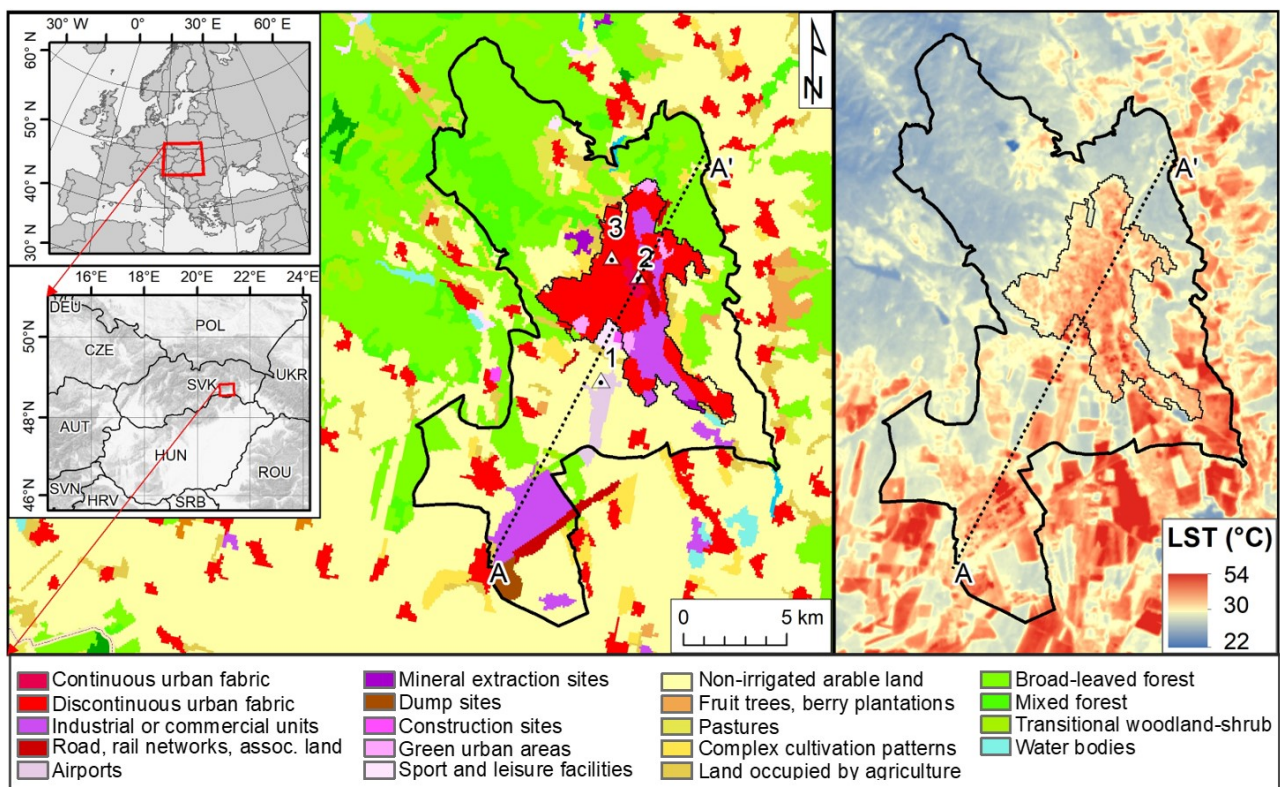 30° W 0° 30° E 60° E
60° N
50° N
40° N
30° N
16°E 18°E 20°E 22°E 24°E
50°N
48°N
46°N
DEU
POL
CZE
UKR
SVK
AUT
HUN
ROU
SVN
HRV
SRB
N
A'
3
2
1
A
0 5 km
A'
A
LST (°C)
54
30
22
Continuous urban fabric
Discontinuous urban fabric
Industrial or commercial units
Road, rail networks, assoc. land
Airports
Mineral extraction sites
Dump sites
Construction sites
Green urban areas
Sport and leisure facilities
Non-irrigated arable land
Fruit trees, berry plantations
Pastures
Complex cultivation patterns
Land occupied by agriculture
Broad-leaved forest
Mixed forest
Transitional woodland-shrub
Water bodies